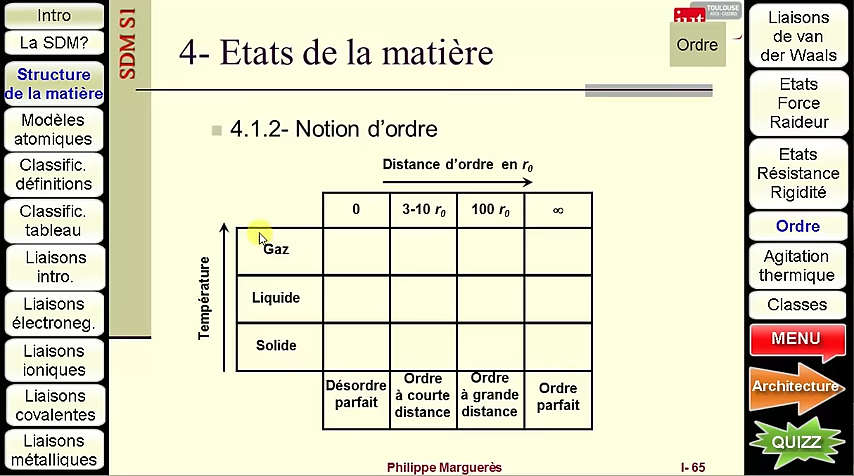 Intro
La SDM?
Structure
de la matière
Modèles
atomiques
Classific.
définitions
Classific.
tableau
Liaisons
intro.
Liaisons
électroneg.
Liaisons
ioniques
Liaisons
covalentes
Liaisons
métalliques
SDM S1
4- Etats de la matière
iut
TOULOUSE
Ordre
4.1.2- Notion d'ordre
Distance d'ordre en r₀
0 3-10 r₀ 100 r₀ ∞
Température
Gaz
Liquide
Solide
Désordre
parfait
Ordre
à courte
distance
Ordre
à grande
distance
Ordre
parfait
Philippe Marguerès
I- 65
Liaisons
de van
der Waals
Etats
Force
Raideur
Etats
Résistance
Rigidité
Ordre
Agitation
thermique
Classes
MENU
Architecture
QUIZZ